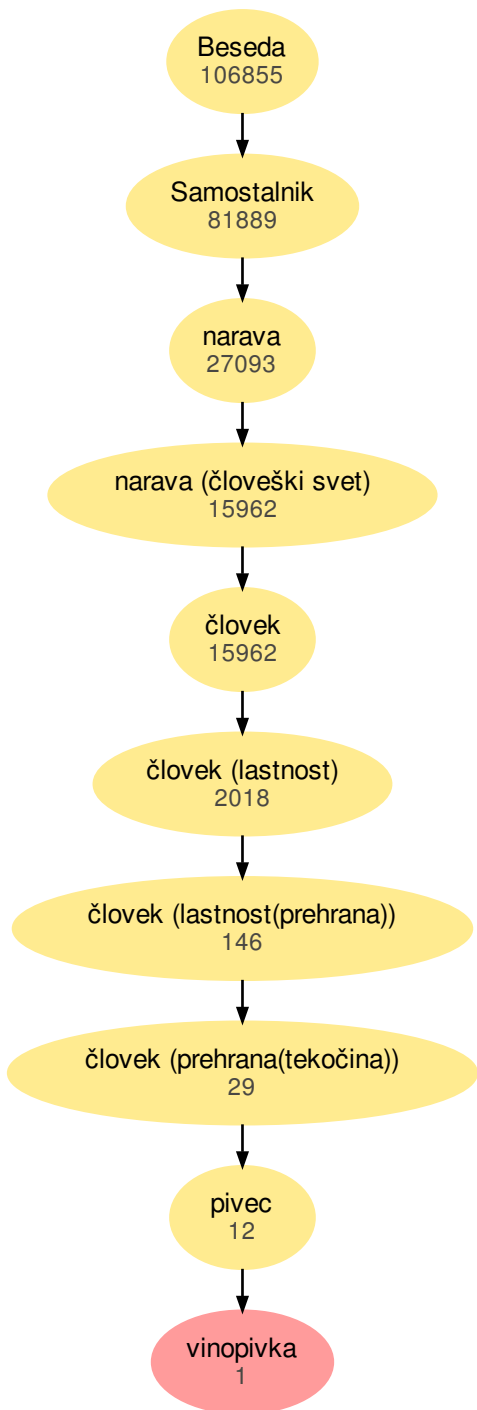 Beseda
106855
Samostalnik
81889
narava
27093
narava (človeški svet)
15962
človek
15962
človek (lastnost)
2018
človek (lastnost(prehrana))
146
človek (prehrana(tekočina))
29
pivec
12
vinopivka
1